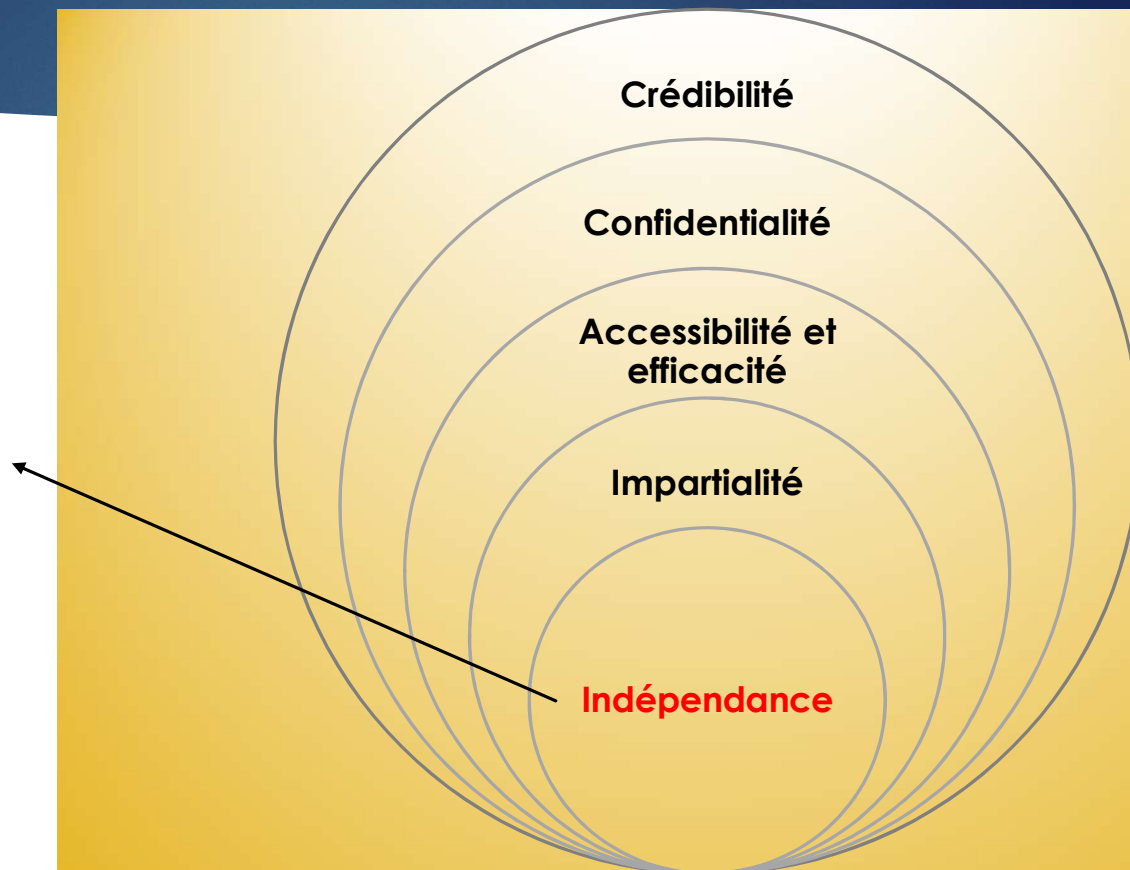 Crédibilité
Confidentialité
Accessibilité et
efficacité
Impartialité
Indépendance